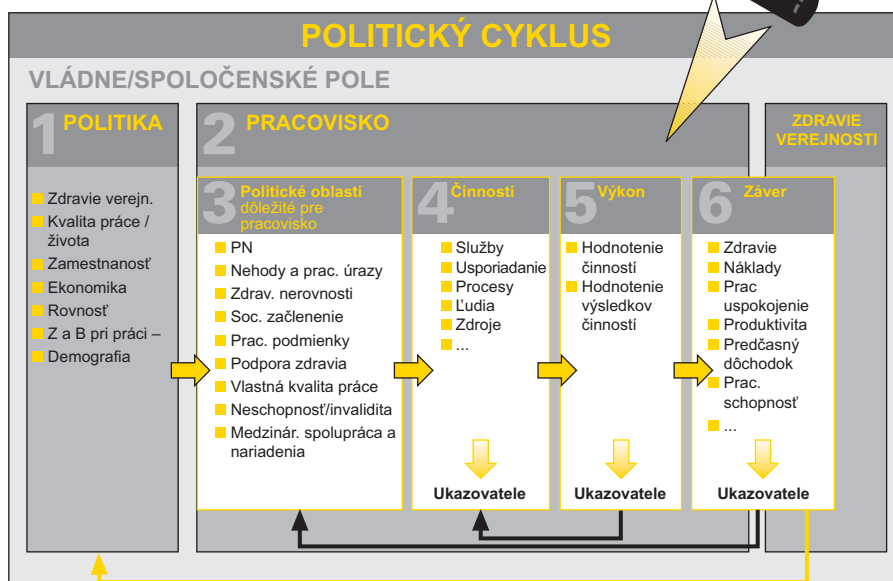 POLITICKÝ CYKLUS
VLÁDNE/SPOLOČENSKÉ POLE
1 POLITIKA
Zdravie verejn.
Kvalita práce /
života
Zamestnanosť
Ekonomika
Rovnosť
Z a B pri práci –
Demografia
2 PRACOVISKO
3 Politické oblasti
dôležité pre
pracovisko
PN
Nehody a prac. úrazy
Zdrav. nerovnosti
Soc. začlenenie
Prac. podmienky
Podpora zdravia
Vlastná kvalita práce
Neschopnosť/invalidita
Medzinár. spolupráca a
nariadenia
4 Činnosti
Služby
Usporiadanie
Procesy
Ľudia
Zdroje
...
Ukazovatele
5 Výkon
Hodnotenie
činností
Hodnotenie
výsledkov
činností
Ukazovatele
6 Záver
Zdravie
Náklady
Prac
uspokojenie
Produktivita
Predčasný
dôchodok
Prac.
schopnosť
...
Ukazovatele
ZDRAVIE
VEREJNOSTI